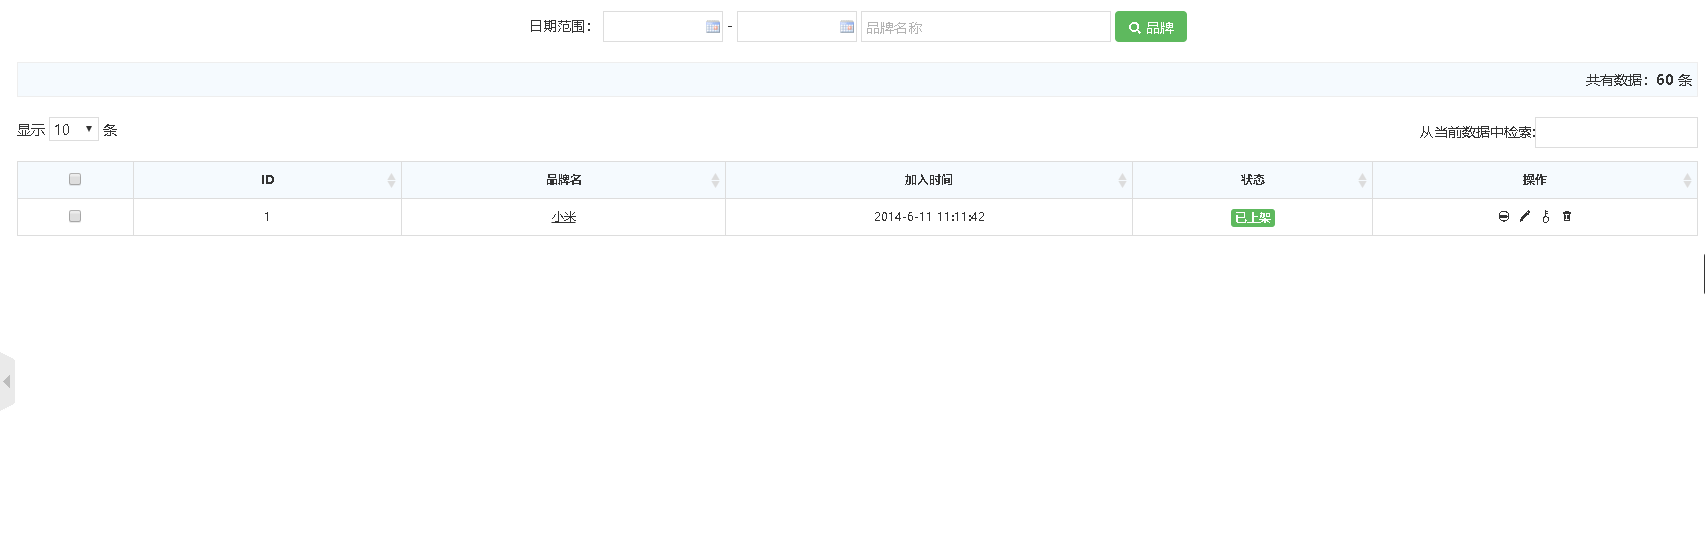 日期范围： - 品牌名称 品牌
共有数据：60 条
显示 10 条 从当前数据中检索:
ID 品牌名 加入时间 状态 操作
1 小米 2014-6-11 11:11:42 已上架